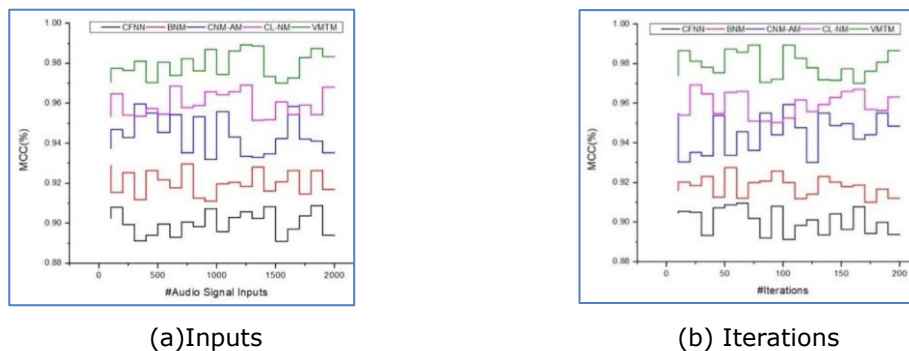 CFNN BNM CNM-AM CL-NM VMTM
1.00
0.98
0.96
0.94
0.92
0.90
0.88
MCC(%)
0 500 1000 1500 2000
#Audio Signal Inputs
(a)Inputs
CFNN BNM CNM-AM CL-NM VMTM
1.00
0.98
0.96
0.94
0.92
0.90
0.88
MCC(%)
0 50 100 150 200
#Iterations
(b) Iterations